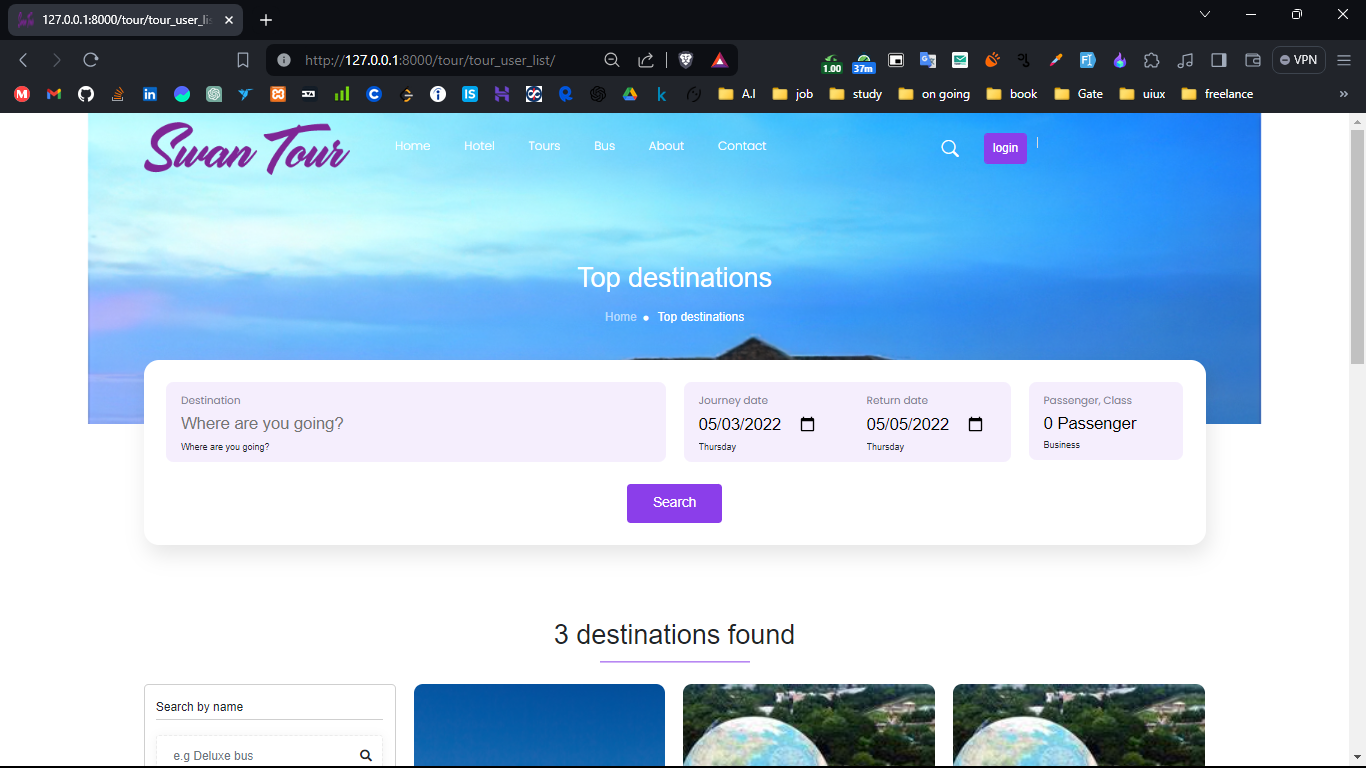 127.0.0.1:8000/tour/tour_user_li
http://127.0.0.1:8000/tour/tour_user_list/
1.00
37m
VPN
A.I
job
study
on going
book
Gate
uiux
freelance
Swan Tour
Home Hotel Tours Bus About Contact
login
Top destinations
Home • Top destinations
Destination
Where are you going?
Where are you going?
Journey date
05/03/2022
Thursday
Return date
05/05/2022
Thursday
Passenger, Class
0 Passenger
Business
Search
3 destinations found
Search by name
e.g Deluxe bus